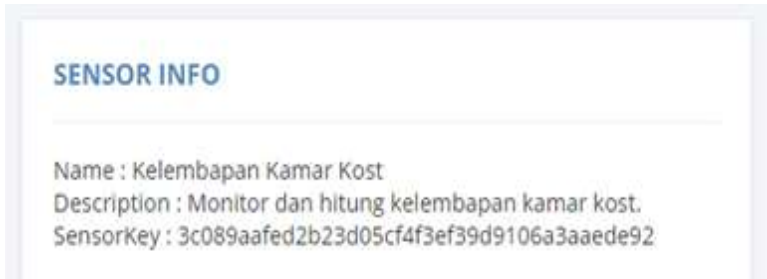 SENSOR INFO
Name : Kelembapan Kamar Kost
Description : Monitor dan hitung kelembapan kamar kost.
SensorKey : 3c089aafed2b23d05cf4f3ef39d9106a3aaede92